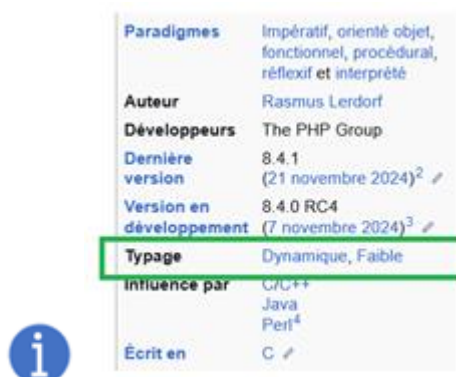 Paradigmes Impératif, orienté objet,
fonctionnel, procédural,
réflexif et interprété
Auteur Rasmus Lerdorf
Développeurs The PHP Group
Dernière 8.4.1
version (21 novembre 2024)2
Version en 8.4.0 RC4
développement (7 novembre 2024)3
Typage Dynamique, Faible
Influencé par C/C++
Java
Perl4
Écrit en C
i